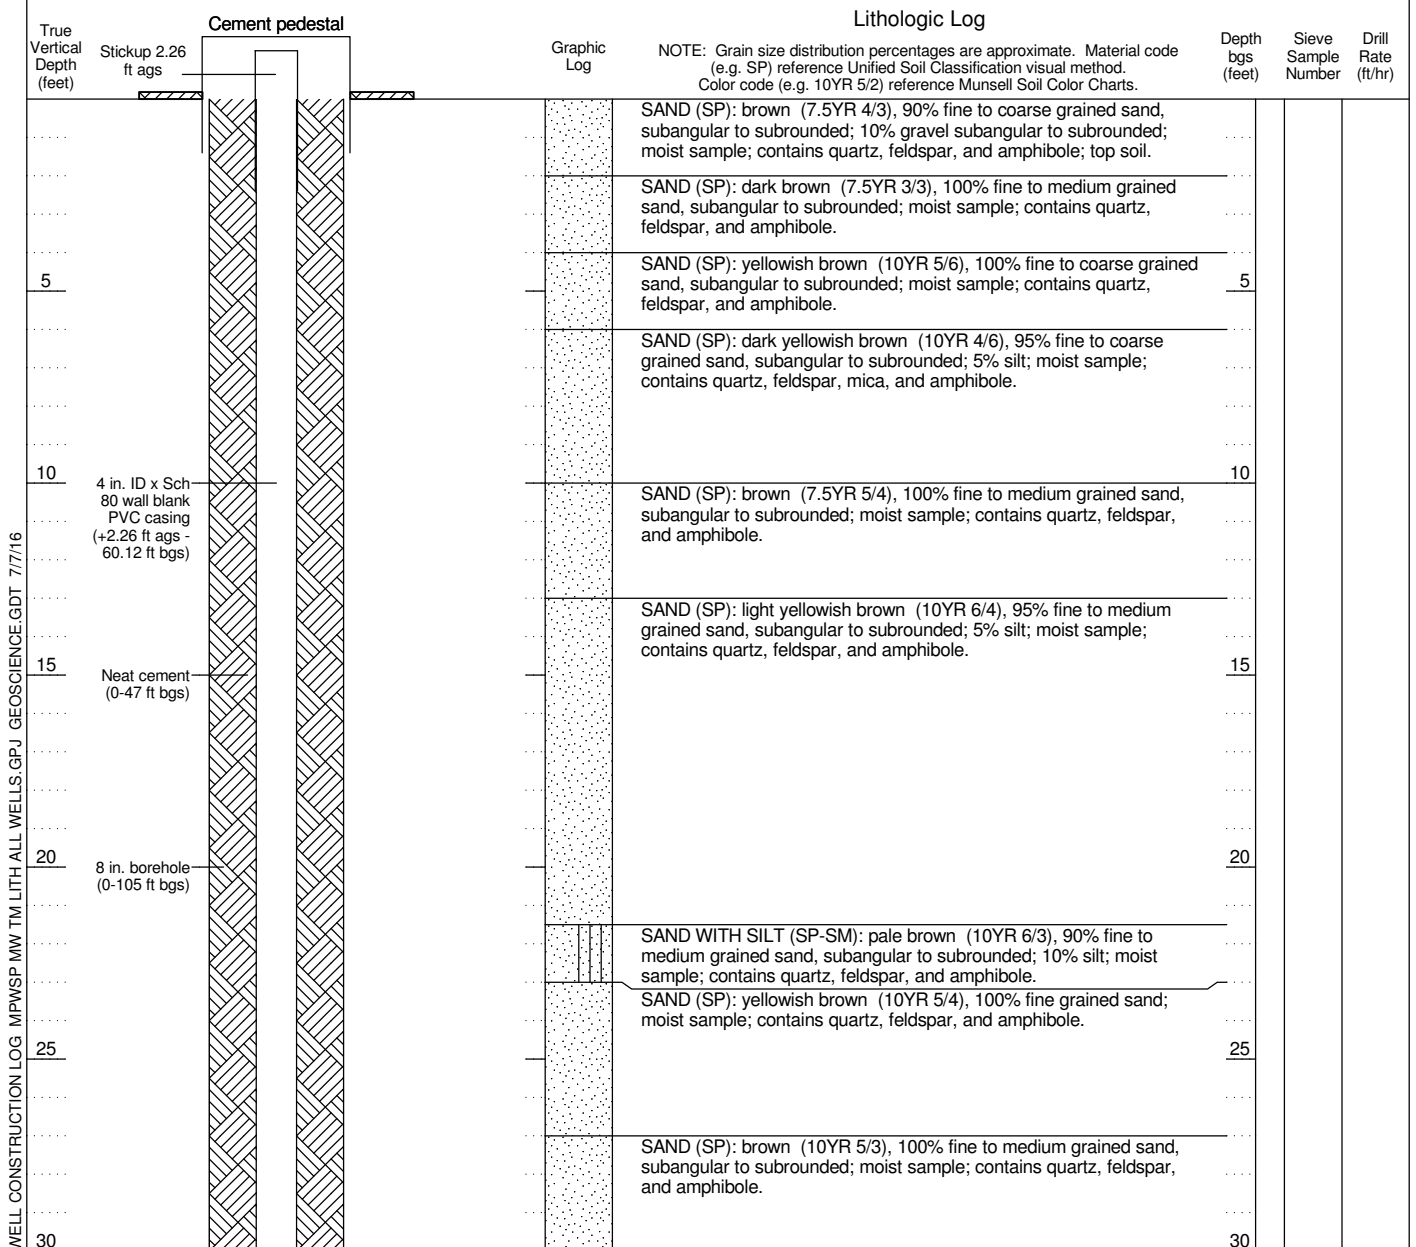 True
Vertical
Depth
(feet)
Stickup 2.26
ft ags
Cement pedestal
Graphic
Log
Lithologic Log
NOTE: Grain size distribution percentages are approximate. Material code
(e.g. SP) reference Unified Soil Classification visual method.
Color code (e.g. 10YR 5/2) reference Munsell Soil Color Charts.
Depth
bgs
(feet)
Sieve
Sample
Number
Drill
Rate
(ft/hr)
SAND (SP): brown (7.5YR 4/3), 90% fine to coarse grained sand,
subangular to subrounded; 10% gravel subangular to subrounded;
moist sample; contains quartz, feldspar, and amphibole; top soil.
SAND (SP): dark brown (7.5YR 3/3), 100% fine to medium grained
sand, subangular to subrounded; moist sample; contains quartz,
feldspar, and amphibole.
SAND (SP): yellowish brown (10YR 5/6), 100% fine to coarse grained
sand, subangular to subrounded; moist sample; contains quartz,
feldspar, and amphibole.
5
5
SAND (SP): dark yellowish brown (10YR 4/6), 95% fine to coarse
grained sand, subangular to subrounded; 5% silt; moist sample;
contains quartz, feldspar, mica, and amphibole.
10
4 in. ID x Sch
80 wall blank
PVC casing
(+2.26 ft ags -
60.12 ft bgs)
10
SAND (SP): brown (7.5YR 5/4), 100% fine to medium grained sand,
subangular to subrounded; moist sample; contains quartz, feldspar,
and amphibole.
SAND (SP): light yellowish brown (10YR 6/4), 95% fine to medium
grained sand, subangular to subrounded; 5% silt; moist sample;
contains quartz, feldspar, and amphibole.
15
Neat cement
(0-47 ft bgs)
15
20
8 in. borehole
(0-105 ft bgs)
20
SAND WITH SILT (SP-SM): pale brown (10YR 6/3), 90% fine to
medium grained sand, subangular to subrounded; 10% silt; moist
sample; contains quartz, feldspar, and amphibole.
SAND (SP): yellowish brown (10YR 5/4), 100% fine grained sand;
moist sample; contains quartz, feldspar, and amphibole.
25
25
SAND (SP): brown (10YR 5/3), 100% fine to medium grained sand,
subangular to subrounded; moist sample; contains quartz, feldspar,
and amphibole.
30
30
WELL CONSTRUCTION LOG MPWSP MW TM LITH ALL WELLS.GPJ GEOSCIENCE.GDT 7/7/16